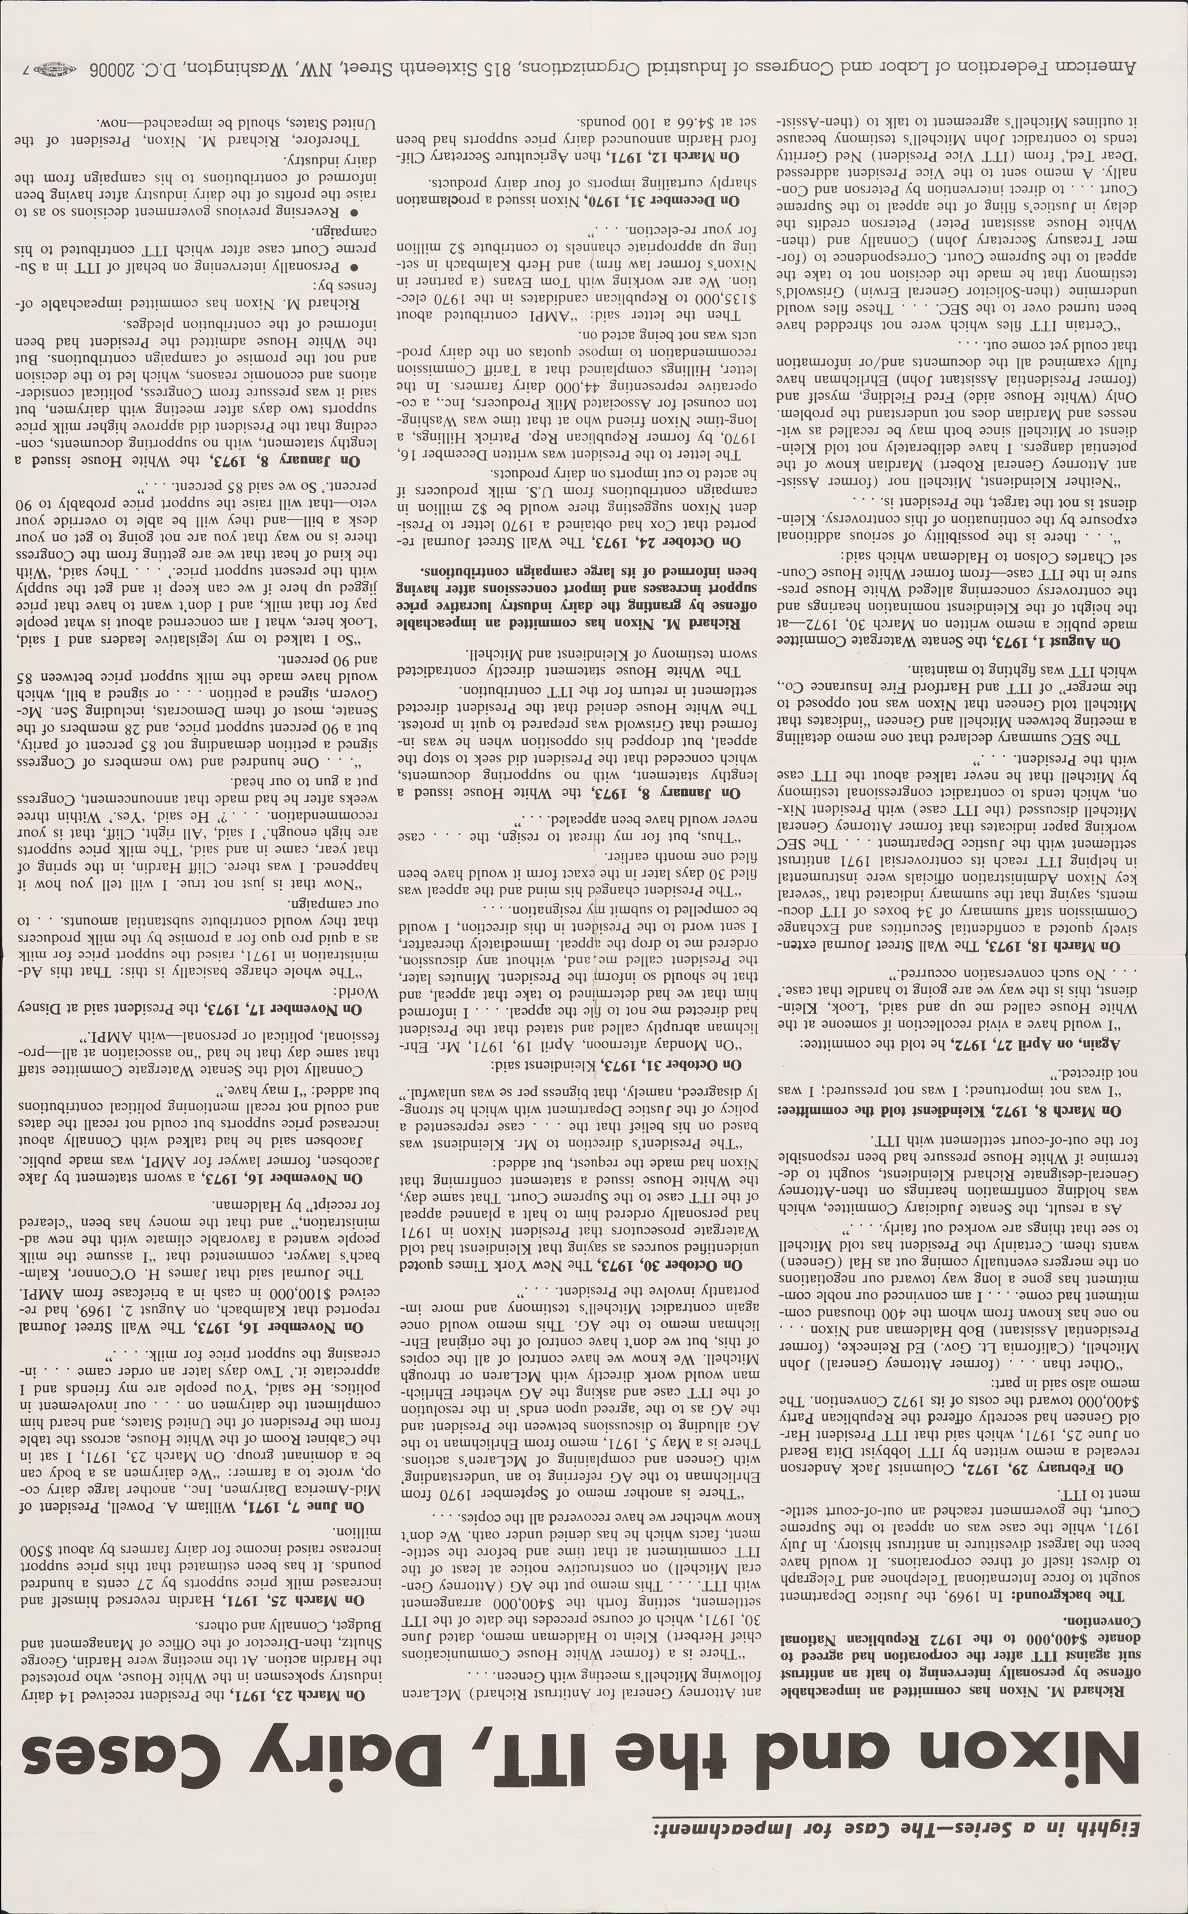 Eighth in a Series—The Case for Impeachment:
Nixon and the ITT, Dairy Cases
Richard M. Nixon has committed an impeachable
offense by personally intervening to halt an antitrust
suit against ITT after the corporation had agreed to
donate $400,000 to the 1972 Republican National
Convention.
The background: In 1969, the Justice Department
sought to force International Telephone and Telegraph
to divest itself of three corporations. It would have
been the largest divestiture in antitrust history. In July
1971, while the case was on appeal to the Supreme
Court, the government reached an out-of-court settle-
ment to ITT.
On February 29, 1972, Columnist Jack Anderson
revealed a memo written by ITT lobbyist Dita Beard
on June 25, 1971, which said that ITT President Har-
old Geneen had secretly offered the Republican Party
$400,000 toward the costs of its 1972 Convention. The
memo also said in part:
"Other than . . . (former Attorney General) John
Mitchell, (California Lt. Gov.) Ed Reinecke, (former
Presidential Assistant) Bob Haldeman and Nixon . . .
no one has known from whom the 400 thousand com-
mitment had come. . . . I am convinced our noble com-
mitment has gone a long way toward our negotiations
on the mergers eventually coming out as Hal (Geneen)
wants them. Certainly the President has told Mitchell
to see that things are worked out fairly. . . ."
As a result, the Senate Judiciary Committee, which
was holding confirmation hearings on then-Attorney
General-designate Richard Kleindienst, sought to de-
termine if White House pressure had been responsible
for the out-of-court settlement with ITT.
On March 8, 1972, Kleindienst told the committee:
"I was not importuned; I was not pressured; I was
not directed."
Again, on April 27, 1972, he told the committee:
"I would have a vivid recollection if someone at the
White House called me up and said, 'Look, Klein-
dienst, this is the way we are going to handle that case.'
. . . No such conversation occurred."
On March 18, 1973, The Wall Street Journal exten-
sively quoted a confidential Securities and Exchange
Commission staff summary of 34 boxes of ITT docu-
ments, saying that the summary indicated that "several
key Nixon Administration officials were instrumental
in helping ITT reach its controversial 1971 antitrust
settlement with the Justice Department . . . The SEC
working paper indicates that former Attorney General
Mitchell discussed (the ITT case) with President Nix-
on, which tends to contradict congressional testimony
by Mitchell that he never talked about the ITT case
with the President. . . ."
The SEC summary declared that one memo detailing
a meeting between Mitchell and Geneen "indicates that
Mitchell told Geneen that Nixon was not opposed to
the merger" of ITT and Hartford Fire Insurance Co.,
which ITT was fighting to maintain.
On August 1, 1973, the Senate Watergate Committee
made public a memo written on March 30, 1972—at
the height of the Kleindienst nomination hearings and
the controversy concerning alleged White House pres-
sure in the ITT case—from former White House Coun-
sel Charles Colson to Haldeman which said:
". . . there is the possibility of serious additional
exposure by the continuation of this controversy. Klein-
dienst is not the target, the President is. . . .
"Neither Kleindienst, Mitchell nor (former Assist-
ant Attorney General Robert) Mardian know of the
potential dangers. I have deliberately not told Klein-
dienst or Mitchell since both may be recalled as wit-
nesses and Mardian does not understand the problem.
Only (White House aide) Fred Fielding, myself and
(former Presidential Assistant John) Ehrlichman have
fully examined all the documents and/or information
that could yet come out. . . .
"Certain ITT files which were not shredded have
been turned over to the SEC. . . . These files would
undermine (then-Solicitor General Erwin) Griswold's
testimony that he made the decision not to take the
appeal to the Supreme Court. Correspondence to (for-
mer Treasury Secretary John) Connally and (then-
White House assistant Peter) Peterson credits the
delay in Justice's filing of the appeal to the Supreme
Court . . . to direct intervention by Peterson and Con-
nally. A memo sent to the Vice President addressed
'Dear Ted,' from (ITT Vice President) Ned Gerrity
tends to contradict John Mitchell's testimony because
it outlines Mitchell's agreement to talk to (then-Assist-
ant Attorney General for Antitrust Richard) McLaren
following Mitchell's meeting with Geneen. . . .
"There is a (former White House Communications
chief Herbert) Klein to Haldeman memo, dated June
30, 1971, which of course precedes the date of the ITT
settlement, setting forth the $400,000 arrangement
with ITT. . . . This memo put the AG (Attorney Gen-
eral Mitchell) on constructive notice at least of the
ITT commitment at that time and before the settle-
ment, facts which he has denied under oath. We don't
know whether we have recovered all the copies. . . .
"There is another memo of September 1970 from
Ehrlichman to the AG referring to an 'understanding'
with Geneen and complaining of McLaren's actions.
There is a May 5, 1971, memo from Ehrlichman to the
AG alluding to discussions between the President and
the AG as to the 'agreed upon ends' in the resolution
of the ITT case and asking the AG whether Ehrlich-
man would work directly with McLaren or through
Mitchell. We know we have control of all the copies
of this, but we don't have control of the original Ehr-
lichman memo to the AG. This memo would once
again contradict Mitchell's testimony and more im-
portantly involve the President. . . ."
On October 30, 1973, The New York Times quoted
unidentified sources as saying that Kleindienst had told
Watergate prosecutors that President Nixon in 1971
had personally ordered him to halt a planned appeal
of the ITT case to the Supreme Court. That same day,
the White House issued a statement confirming that
Nixon had made the request, but added:
"The President's direction to Mr. Kleindienst was
based on his belief that the . . . case represented a
policy of the Justice Department with which he strong-
ly disagreed, namely, that bigness per se was unlawful."
On October 31, 1973, Kleindienst said:
"On Monday afternoon, April 19, 1971, Mr. Ehr-
lichman abruptly called and stated that the President
had directed me not to file the appeal. . . . I informed
him that we had determined to take that appeal, and
that he should so inform the President. Minutes later,
the President called me and, without any discussion,
ordered me to drop the appeal. Immediately thereafter,
I sent word to the President in this direction, I would
be compelled to submit my resignation. . . .
"The President changed his mind and the appeal was
filed 30 days later in the exact form it would have been
filed one month earlier.
"Thus, but for my threat to resign, the . . . case
never would have been appealed. . . ."
On January 8, 1973, the White House issued a
lengthy statement, with no supporting documents,
which conceded that the President did seek to stop the
appeal, but dropped his opposition when he was in-
formed that Griswold was prepared to quit in protest.
The White House denied that the President directed
settlement in return for the ITT contribution.
The White House statement directly contradicted
sworn testimony of Kleindienst and Mitchell.
Richard M. Nixon has committed an impeachable
offense by granting the dairy industry lucrative price
support increases and import concessions after having
been informed of its large campaign contributions.
On October 24, 1973, The Wall Street Journal re-
ported that Cox had obtained a 1970 letter to Presi-
dent Nixon suggesting there would be $2 million in
campaign contributions from U.S. milk producers if
he acted to cut imports on dairy products.
The letter to the President was written December 16,
1970, by former Republican Rep. Patrick Hillings, a
long-time Nixon friend who at that time was Washing-
ton counsel for Associated Milk Producers, Inc., a co-
operative representing 44,000 dairy farmers. In the
letter, Hillings complained that a Tariff Commission
recommendation to impose quotas on the dairy prod-
ucts was not being acted on.
Then the letter said: "AMPI contributed about
$135,000 to Republican candidates in the 1970 elec-
tion. We are working with Tom Evans (a partner in
Nixon's former law firm) and Herb Kalmbach in set-
ting up appropriate channels to contribute $2 million
for your re-election. . . ."
On December 31, 1970, Nixon issued a proclamation
sharply curtailing imports of four dairy products.
On March 12, 1971, then Agriculture Secretary Clif-
ford Hardin announced dairy price supports had been
set at $4.66 a 100 pounds.
On March 23, 1971, the President received 14 dairy
industry spokesmen in the White House, who protested
the Hardin action. At the meeting were Hardin, George
Shultz, then-Director of the Office of Management and
Budget, Connally and others.
On March 25, 1971, Hardin reversed himself and
increased milk price supports by 27 cents a hundred
pounds. It has been estimated that this price support
increase raised income for dairy farmers by about $500
million.
On June 7, 1971, William A. Powell, President of
Mid-America Dairymen, Inc., another large dairy co-
op, wrote to a farmer: "We dairymen as a body can
be a dominant group. On March 23, 1971, I sat in
the Cabinet Room of the White House, across the table
from the President of the United States, and heard him
compliment the dairymen on . . . our involvement in
politics. He said, 'You people are my friends and I
appreciate it.' Two days later an order came . . . in-
creasing the support price for milk. . . ."
On November 16, 1973, The Wall Street Journal
reported that Kalmbach, on August 2, 1969, had re-
ceived $100,000 in cash in a briefcase from AMPI.
The Journal said that James H. O'Connor, Kalm-
bach's lawyer, commented that "I assume the milk
people wanted a favorable climate with the new ad-
ministration," and that the money has been "cleared
for receipt" by Haldeman.
On November 16, 1973, a sworn statement by Jake
Jacobsen, former lawyer for AMPI, was made public.
Jacobsen said he had talked with Connally about
increased price supports but could not recall the dates
and could not recall mentioning political contributions
but added: "I may have."
Connally told the Senate Watergate Committee staff
that same day that he had "no association at all—pro-
fessional, political or personal—with AMPI."
On November 17, 1973, the President said at Disney
World:
"The whole charge basically is this: That this Ad-
ministration in 1971, raised the support price for milk
as a quid pro quo for a promise by the milk producers
that they would contribute substantial amounts. . . to
our campaign.
"Now that is just not true. I will tell you how it
happened. I was there. Cliff Hardin, in the spring of
that year, came in and said, 'The milk price supports
are high enough.' I said, 'All right, Cliff, that is your
recommendation. . . .'? He said, 'Yes.' Within three
weeks after he had made that announcement, Congress
put a gun to our head.
". . . One hundred and two members of Congress
signed a petition demanding not 85 percent of parity,
but a 90 percent support price, and 28 members of the
Senate, most of them Democrats, including Sen. Mc-
Govern, signed a petition . . . or signed a bill, which
would have made the milk support price between 85
and 90 percent.
"So I talked to my legislative leaders and I said,
'Look here, what I am concerned about is what people
pay for that milk, and I don't want to have that price
jigged up here if we can keep it and get the supply
with the present support price.' . . . They said, 'With
the kind of heat that we are getting from the Congress
there is no way that you are not going to get on your
desk a bill—and they will be able to override your
veto—that will raise the support price probably to 90
percent.' So we said 85 percent. . . ."
On January 8, 1973, the White House issued a
lengthy statement, with no supporting documents, con-
ceding that the President did approve higher milk price
supports two days after meeting with dairymen, but
said it was pressure from Congress, political consider-
ations and economic reasons, which led to the decision
and not the promise of campaign contributions. But
the White House admitted the President had been
informed of the contribution pledges.
Richard M. Nixon has committed impeachable of-
fenses by:
● Personally intervening on behalf of ITT in a Su-
preme Court case after which ITT contributed to his
campaign.
● Reversing previous government decisions so as to
raise the profits of the dairy industry after having been
informed of contributions to his campaign from the
dairy industry.
Therefore, Richard M. Nixon, President of the
United States, should be impeached—now.
American Federation of Labor and Congress of Industrial Organizations, 815 Sixteenth Street, NW, Washington, D.C. 20006 7